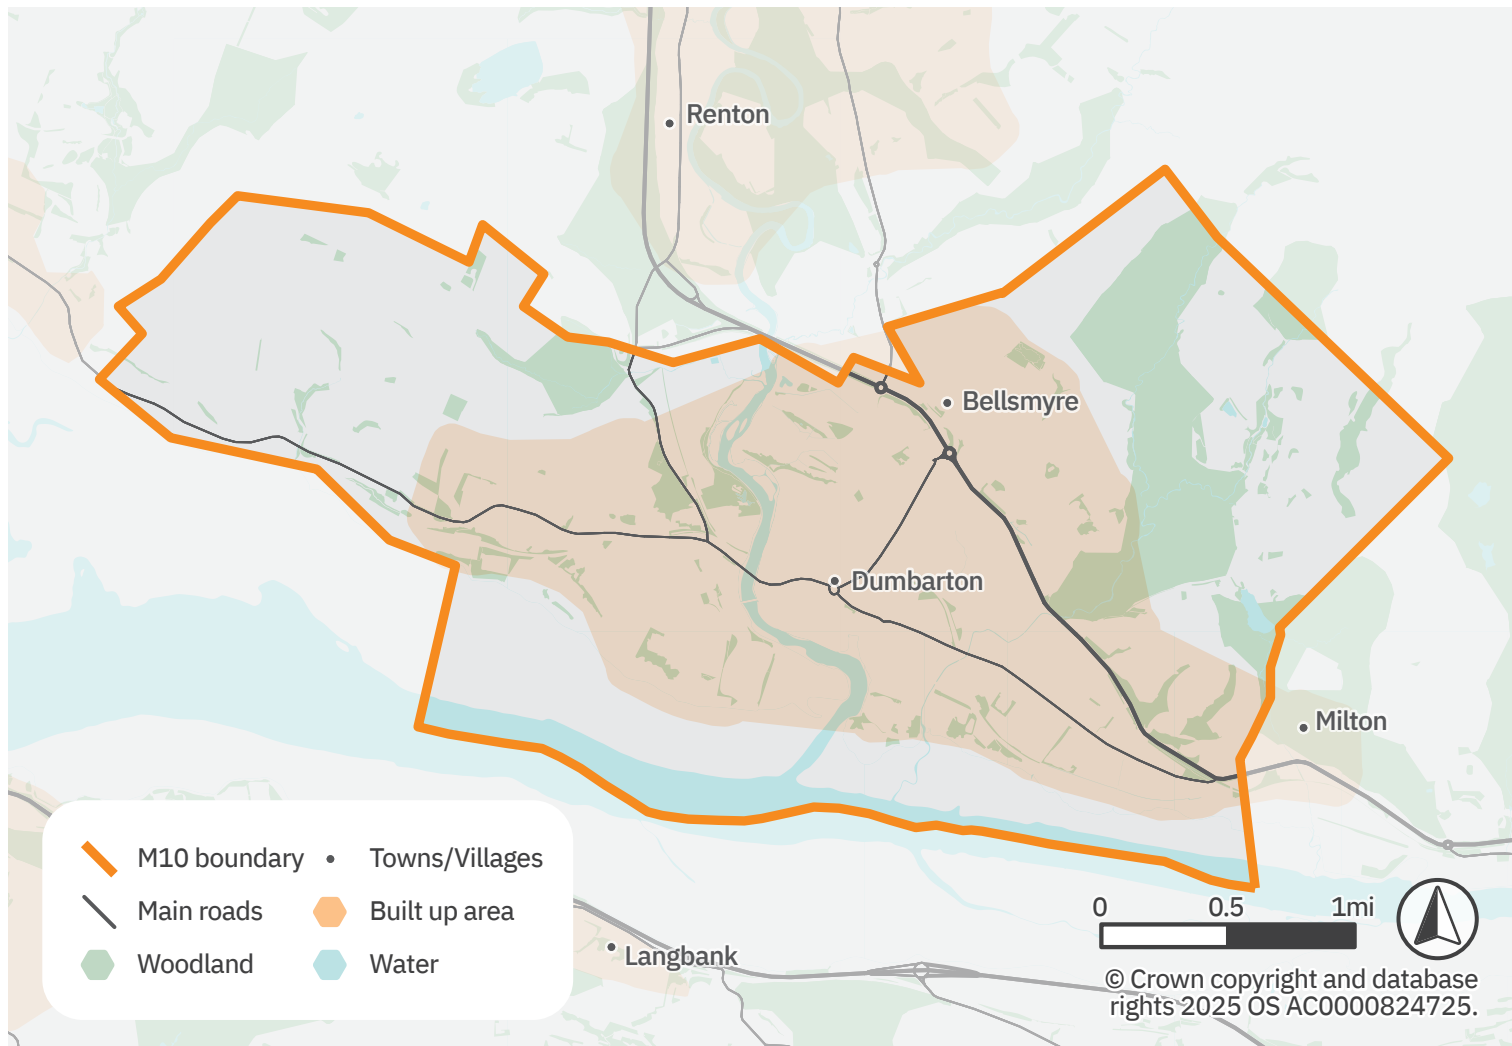 Renton
Bellsmyre
Dumbarton
Milton
Langbank
M10 boundary
Towns/Villages
Main roads
Built up area
Woodland
Water
0 0.5 1mi
© Crown copyright and database
rights 2025 OS AC0000824725.